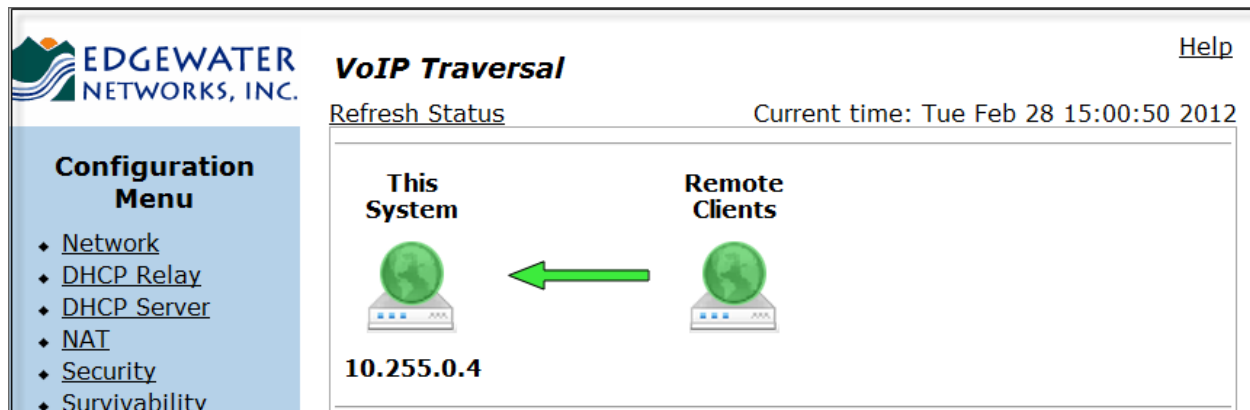 EDGEWATER
NETWORKS, INC.
VoIP Traversal
Help
Refresh Status
Current time: Tue Feb 28 15:00:50 2012
Configuration
Menu
Network
DHCP Relay
DHCP Server
NAT
Security
Survivability
This
System
Remote
Clients
10.255.0.4